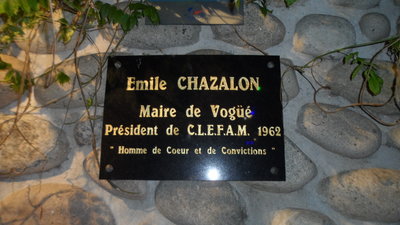 Emile CHAZALON
Maire de Vogüé
Président de C.L.E.F.A.M. 1962
" Homme de Coeur et de Convictions "